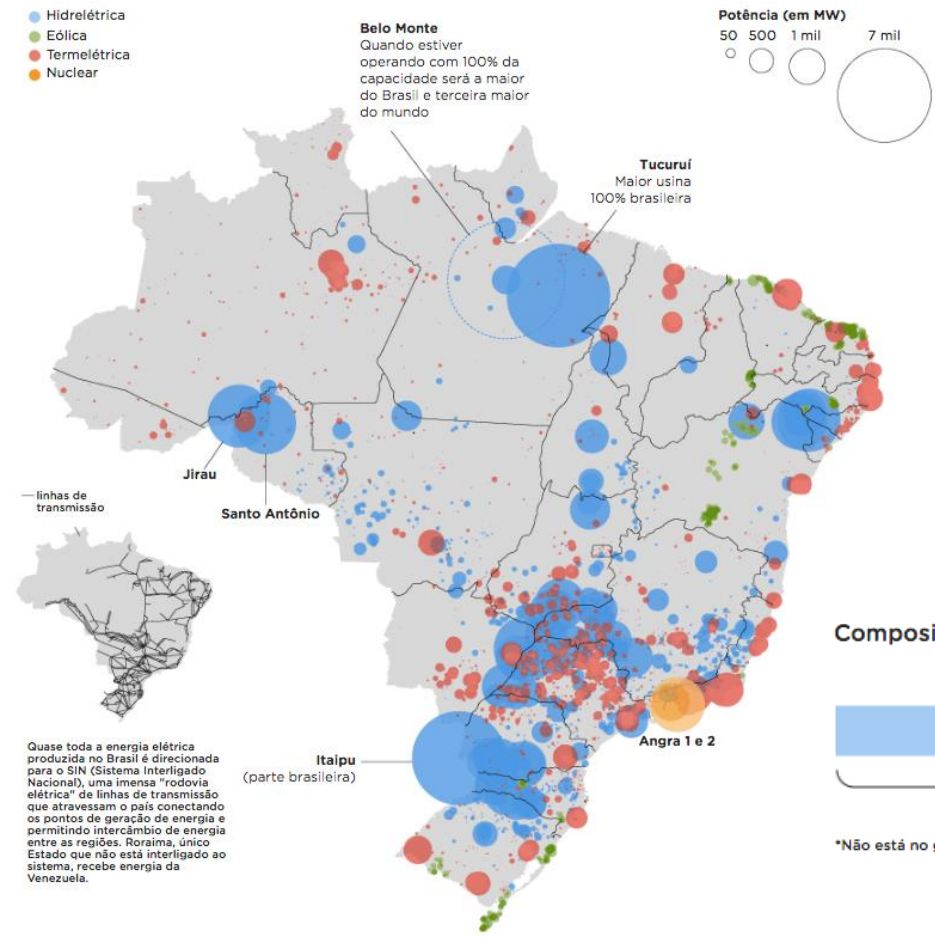 Hidrelétrica
Eólica
Termelétrica
Nuclear
Belo Monte
Quando estiver
operando com 100% da
capacidade será a maior
do Brasil e terceira maior
do mundo
Potência (em MW)
50 500 1 mil 7 mil
Tucuruí
Maior usina
100% brasileira
Jirau
Santo Antônio
linhas de
transmissão
Composi
Angra 1 e 2
Itaipu
(parte brasileira)
Quase toda a energia elétrica
produzida no Brasil é direcionada
para o SIN (Sistema Interligado
Nacional), uma imensa "rodovia
elétrica" de linhas de transmissão
que atravessam o país conectando
os pontos de geração de energia e
permitindo intercâmbio de energia
entre as regiões. Roraima, único
Estado que não está interligado ao
sistema, recebe energia da
Venezuela.
*Não está no g